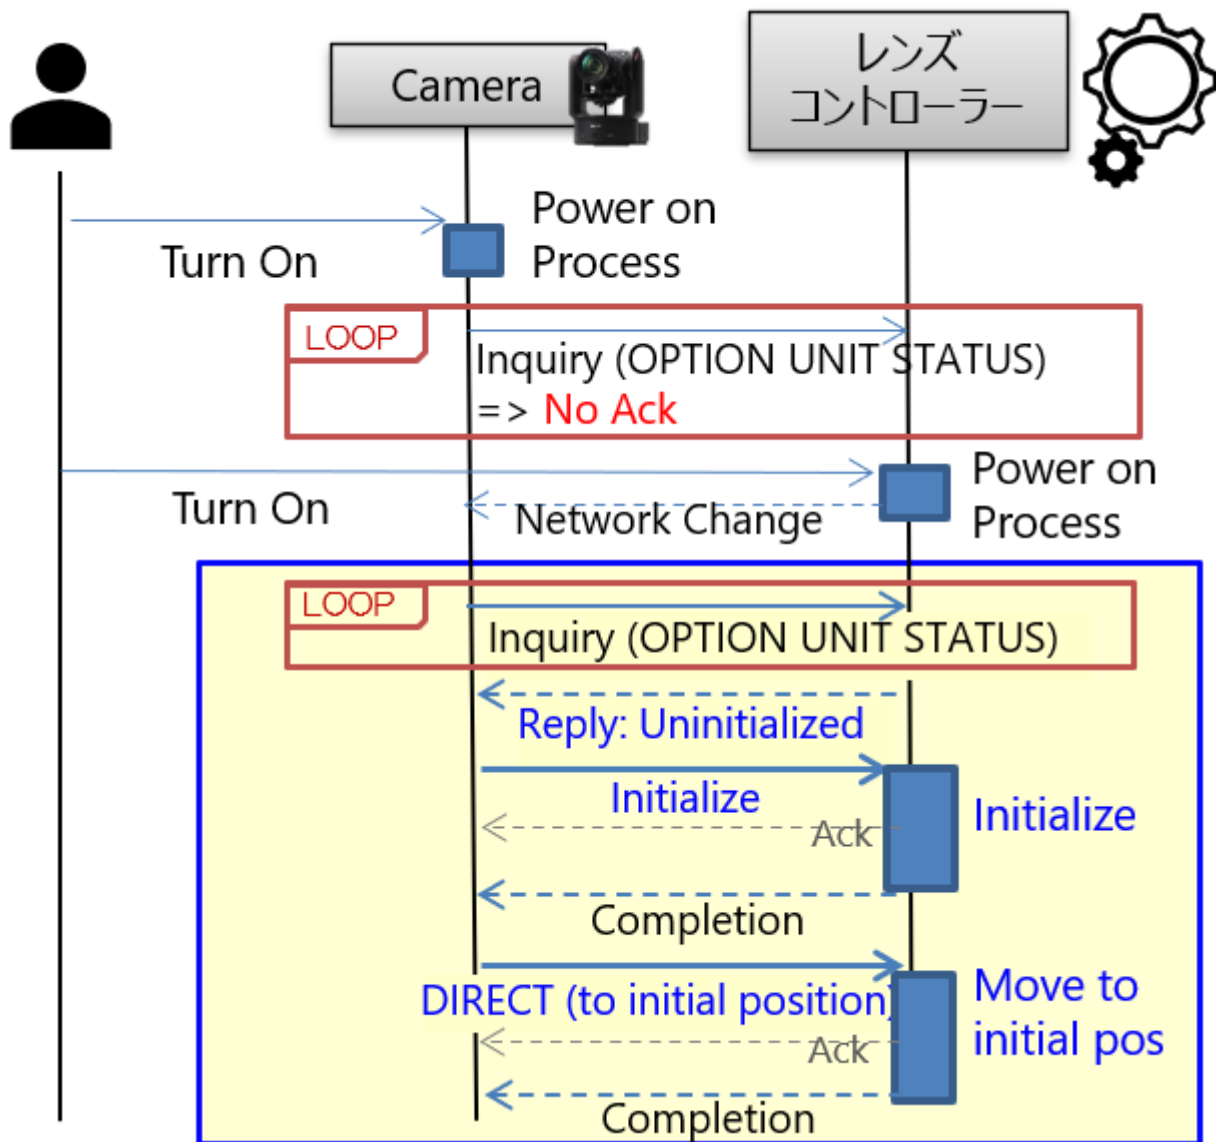 Camera
レンズ
コントローラー
Power on
Process
Turn On
LOOP
Inquiry (OPTION UNIT STATUS)
=> No Ack
Power on
Process
Turn On
Network Change
LOOP
Inquiry (OPTION UNIT STATUS)
Reply: Uninitialized
Initialize
Initialize
Ack
Completion
DIRECT (to initial position)
Move to
initial pos
Ack
Completion